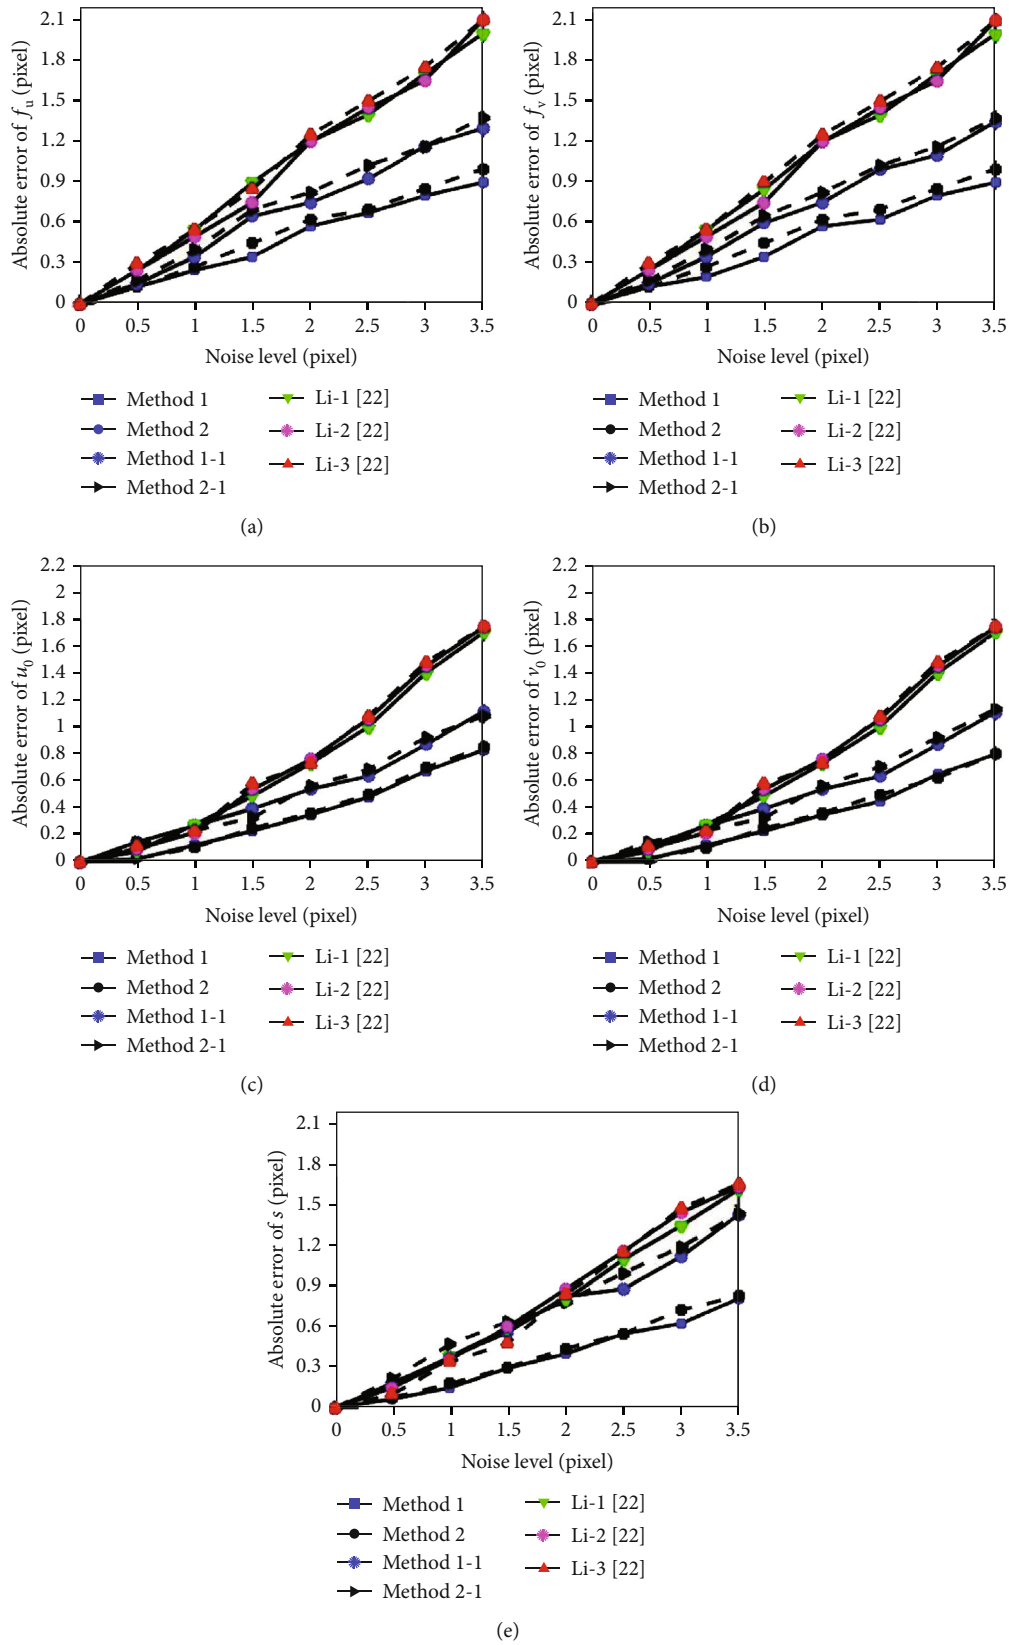 2.1
1.8
1.5
1.2
0.9
0.6
0.3
0
Absolute error of fu (pixel)
0 0.5 1 1.5 2 2.5 3 3.5
Noise level (pixel)
Method 1
Method 2
Method 1-1
Method 2-1
Li-1 [22]
Li-2 [22]
Li-3 [22]
(a)
2.1
1.8
1.5
1.2
0.9
0.6
0.3
0
Absolute error of fv (pixel)
0 0.5 1 1.5 2 2.5 3 3.5
Noise level (pixel)
Method 1
Method 2
Method 1-1
Method 2-1
Li-1 [22]
Li-2 [22]
Li-3 [22]
(b)
2.2
2
1.8
1.6
1.4
1.2
1
0.8
0.6
0.4
0.2
0
Absolute error of u0 (pixel)
0 0.5 1 1.5 2 2.5 3 3.5
Noise level (pixel)
Method 1
Method 2
Method 1-1
Method 2-1
Li-1 [22]
Li-2 [22]
Li-3 [22]
(c)
2.2
2
1.8
1.6
1.4
1.2
1
0.8
0.6
0.4
0.2
0
Absolute error of v0 (pixel)
0 0.5 1 1.5 2 2.5 3 3.5
Noise level (pixel)
Method 1
Method 2
Method 1-1
Method 2-1
Li-1 [22]
Li-2 [22]
Li-3 [22]
(d)
2.1
1.8
1.5
1.2
0.9
0.6
0.3
0
Absolute error of s (pixel)
0 0.5 1 1.5 2 2.5 3 3.5
Noise level (pixel)
Method 1
Method 2
Method 1-1
Method 2-1
Li-1 [22]
Li-2 [22]
Li-3 [22]
(e)